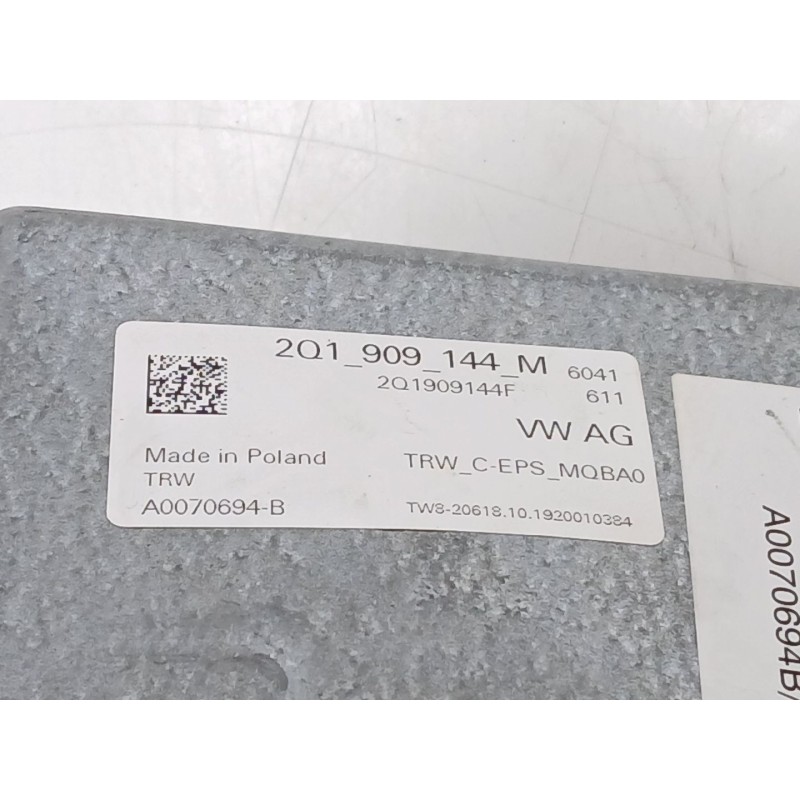 2Q1_909_144_M 6041
2Q1909144F 611
VW AG
Made in Poland TRW_C-EPS_MQBA0
TRW
A0070694-B TW8-20618.10.1920010384
A0070694B/